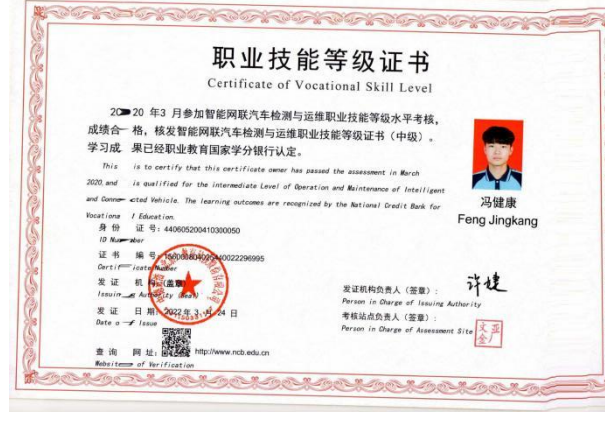 职业技能等级证书
Certificate of Vocational Skill Level
20 20 年3 月参加智能网联汽车检测与运维职业技能等级水平考核，
成绩合 格，核发智能网联汽车检测与运维职业技能等级证书（中级）。
学习成 果已经职业教育国家学分银行认定。
This is to certify that this certificate owner has passed the assessment in March
2020, and is qualified for the intermediate Level of Operation and Maintenance of Intelligent
and Conne cted Vehicle. The learning outcomes are recognized by the National Credit Bank for
Vocationa l Education.
冯健康
Feng Jingkang
身 份 证 号: 440605200410300050
ID Number
证 书 编 号:
Certificate Number
发 证 机 构:(盖章)
Issuing Authority (Seal)
发 证 日 期: 2022 年 3 月 24 日
Date o f Issue
发证机构负责人（签章）:
Person in Charge of Issuing Authority
考核站点负责人（签章）:
Person in Charge of Assessment Site
查 询 网 址: http://www.ncb.edu.cn
Website of Verification